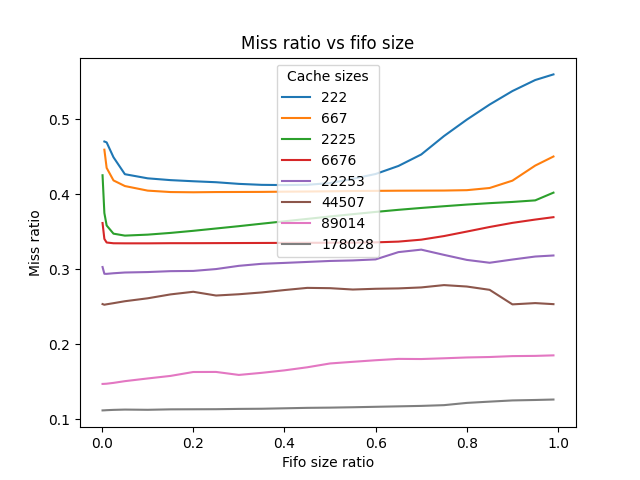 Miss ratio vs fifo size
Cache sizes
222
667
2225
6676
22253
44507
89014
178028
0.5
0.4
0.3
0.2
0.1
Miss ratio
0.0 0.2 0.4 0.6 0.8 1.0
Fifo size ratio